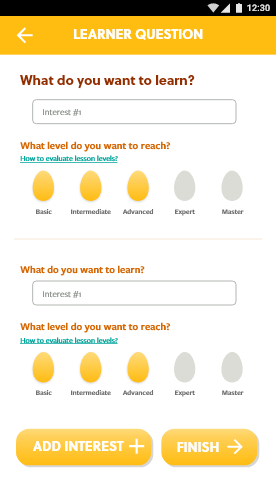 12:30
LEARNER QUESTION
What do you want to learn?
Interest #1
What level do you want to reach?
How to evaluate lesson levels?
Basic Intermediate Advanced Expert Master
What do you want to learn?
Interest #1
What level do you want to reach?
How to evaluate lesson levels?
Basic Intermediate Advanced Expert Master
ADD INTEREST FINISH